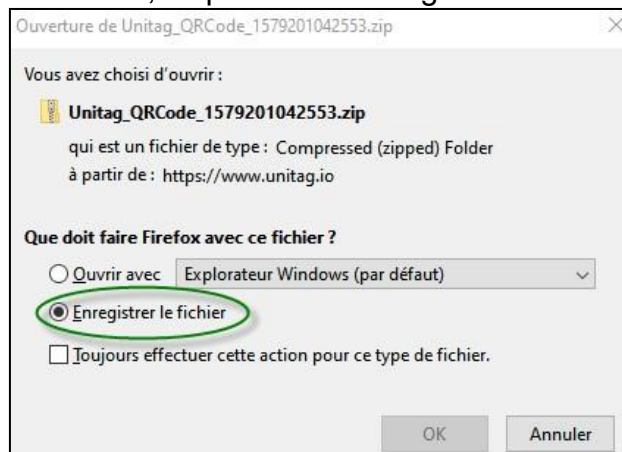 Ouverture de Unitag_QRCode_1579201042553.zip
Vous avez choisi d'ouvrir :
Unitag_QRCode_1579201042553.zip
qui est un fichier de type : Compressed (zipped) Folder
à partir de : https://www.unitag.io
Que doit faire Firefox avec ce fichier ?
Ouvrir avec Explorateur Windows (par défaut)
Enregistrer le fichier
Toujours effectuer cette action pour ce type de fichier.
OK Annuler